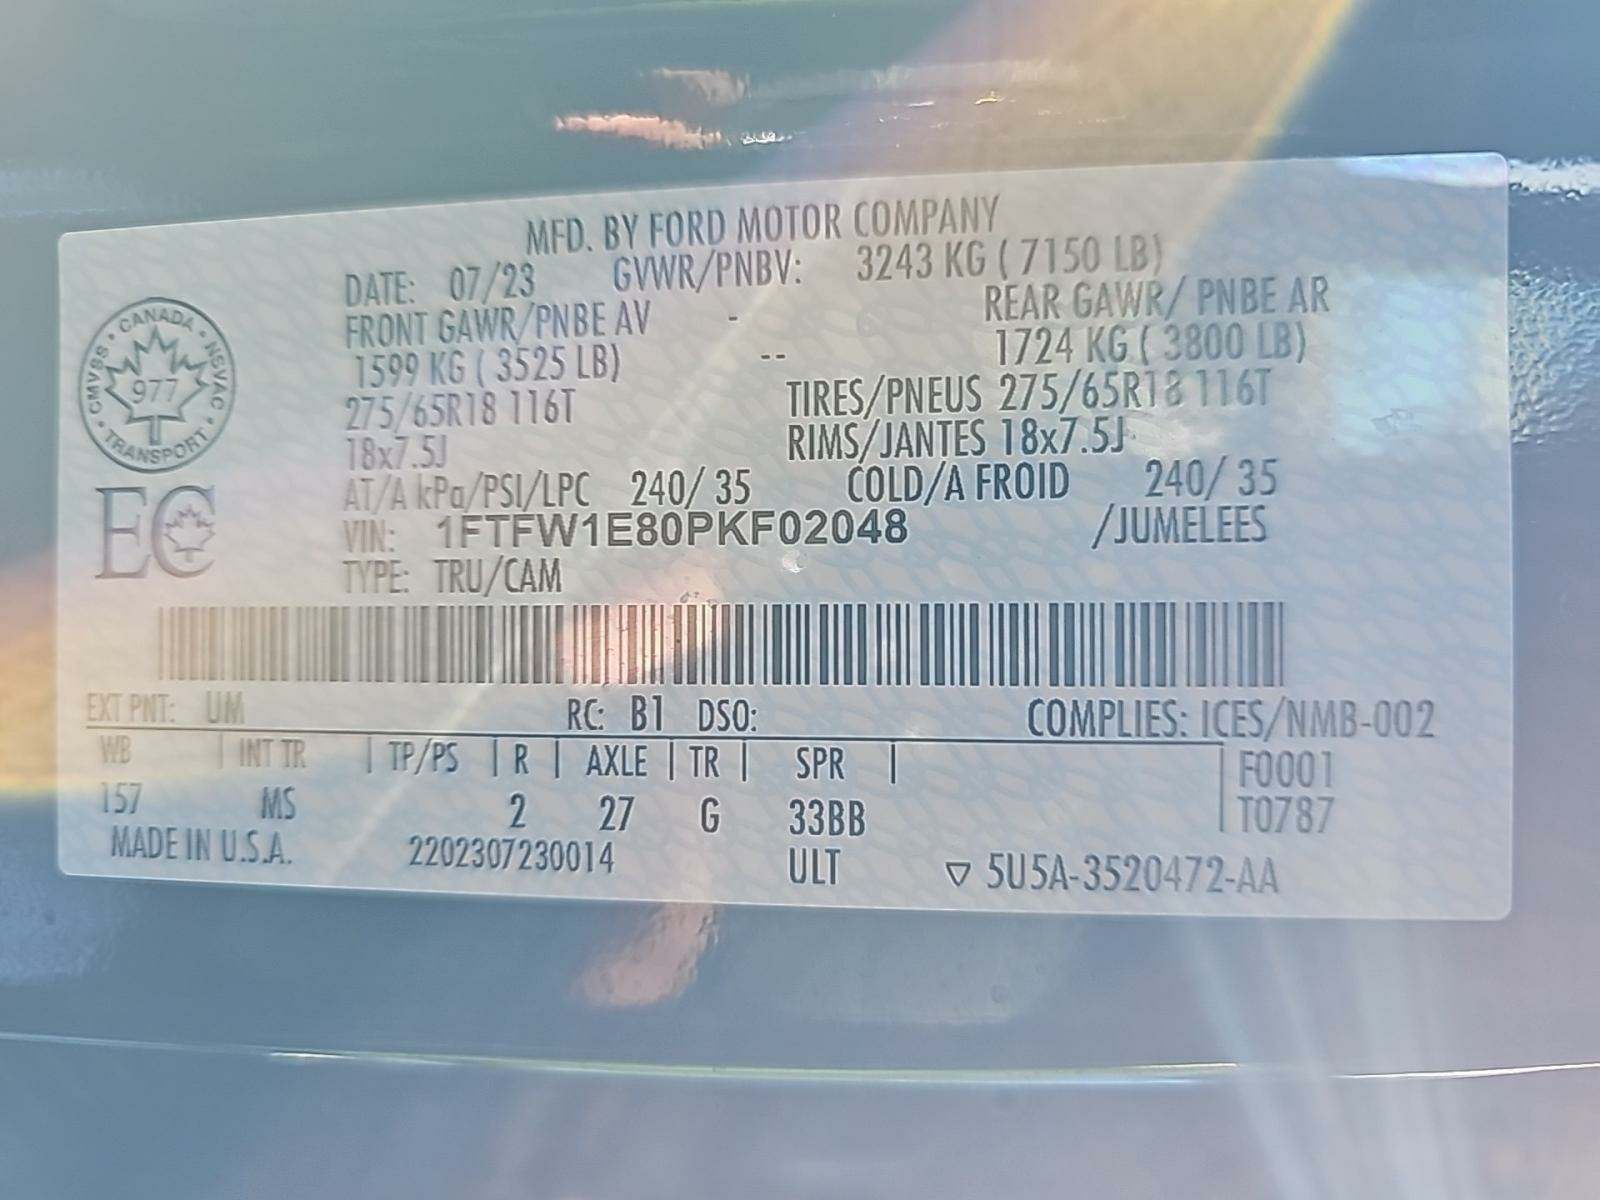 MFD. BY FORD MOTOR COMPANY
DATE: 07/23 GVWR/PNBV: 3243 KG ( 7150 LB)
FRONT GAWR/PNBE AV - REAR GAWR/ PNBE AR
1599 KG ( 3525 LB) -- 1724 KG ( 3800 LB)
275/65R18 116T TIRES/PNEUS 275/65R18 116T
18x7.5J RIMS/JANTES 18x7.5J
AT/A kPa/PSI/LPC 240/ 35 COLD/A FROID 240/ 35
VIN: 1FTFW1E80PKF02048 /JUMELEES
TYPE: TRU/CAM
CANADA
CMVSS • NSVAC
977
TRANSPORT
EC
EXT PNT: UM RC: B1 DSO: COMPLIES: ICES/NMB-002
WB | INT TR | TP/PS | R | AXLE | TR | SPR | F0001
157 MS 2 27 G 33BB T0787
MADE IN U.S.A. 2202307230014 ULT ▽ 5U5A-3520472-AA